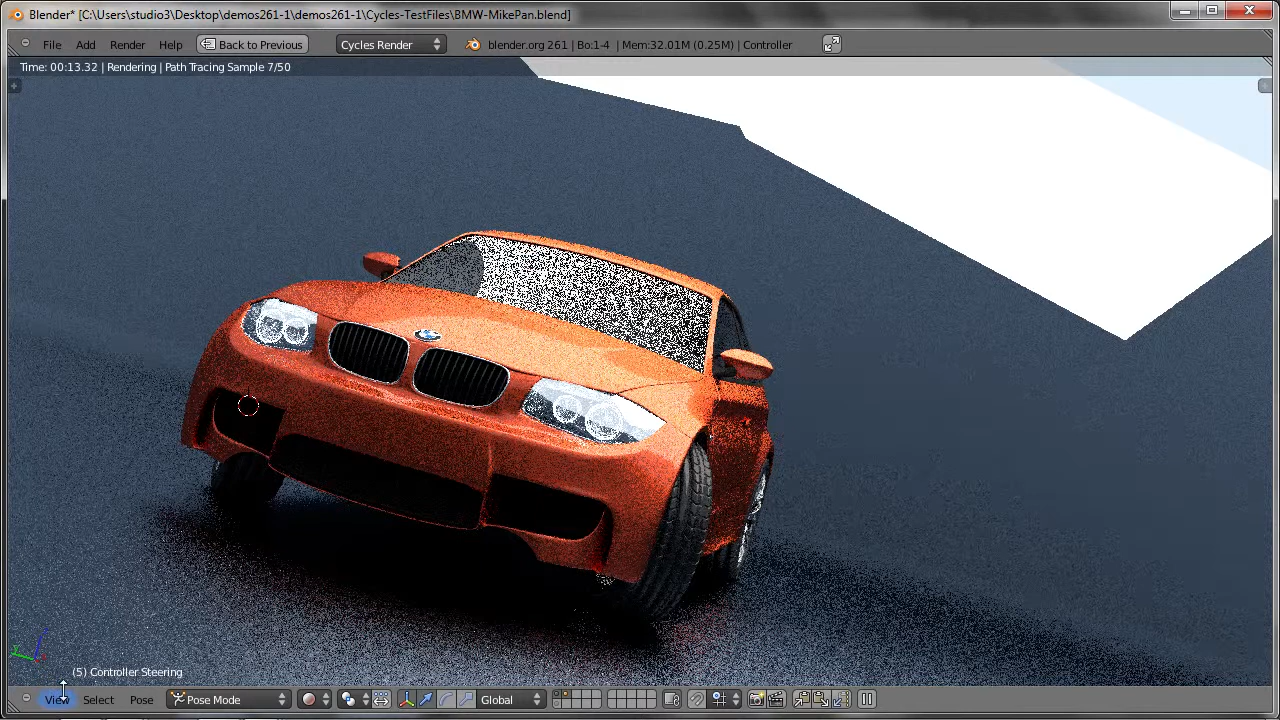 Blender* [C:\Users\studio3\Desktop\demos261-1\demos261-1\Cycles-TestFiles\BMW-MikePan.blend]
File Add Render Help Back to Previous Cycles Render blender.org 261 | Bo:1-4 | Mem:32.01M (0.25M) | Controller
Time: 00:13.32 | Rendering | Path Tracing Sample 7/50
(5) Controller Steering
View Select Pose Pose Mode Global